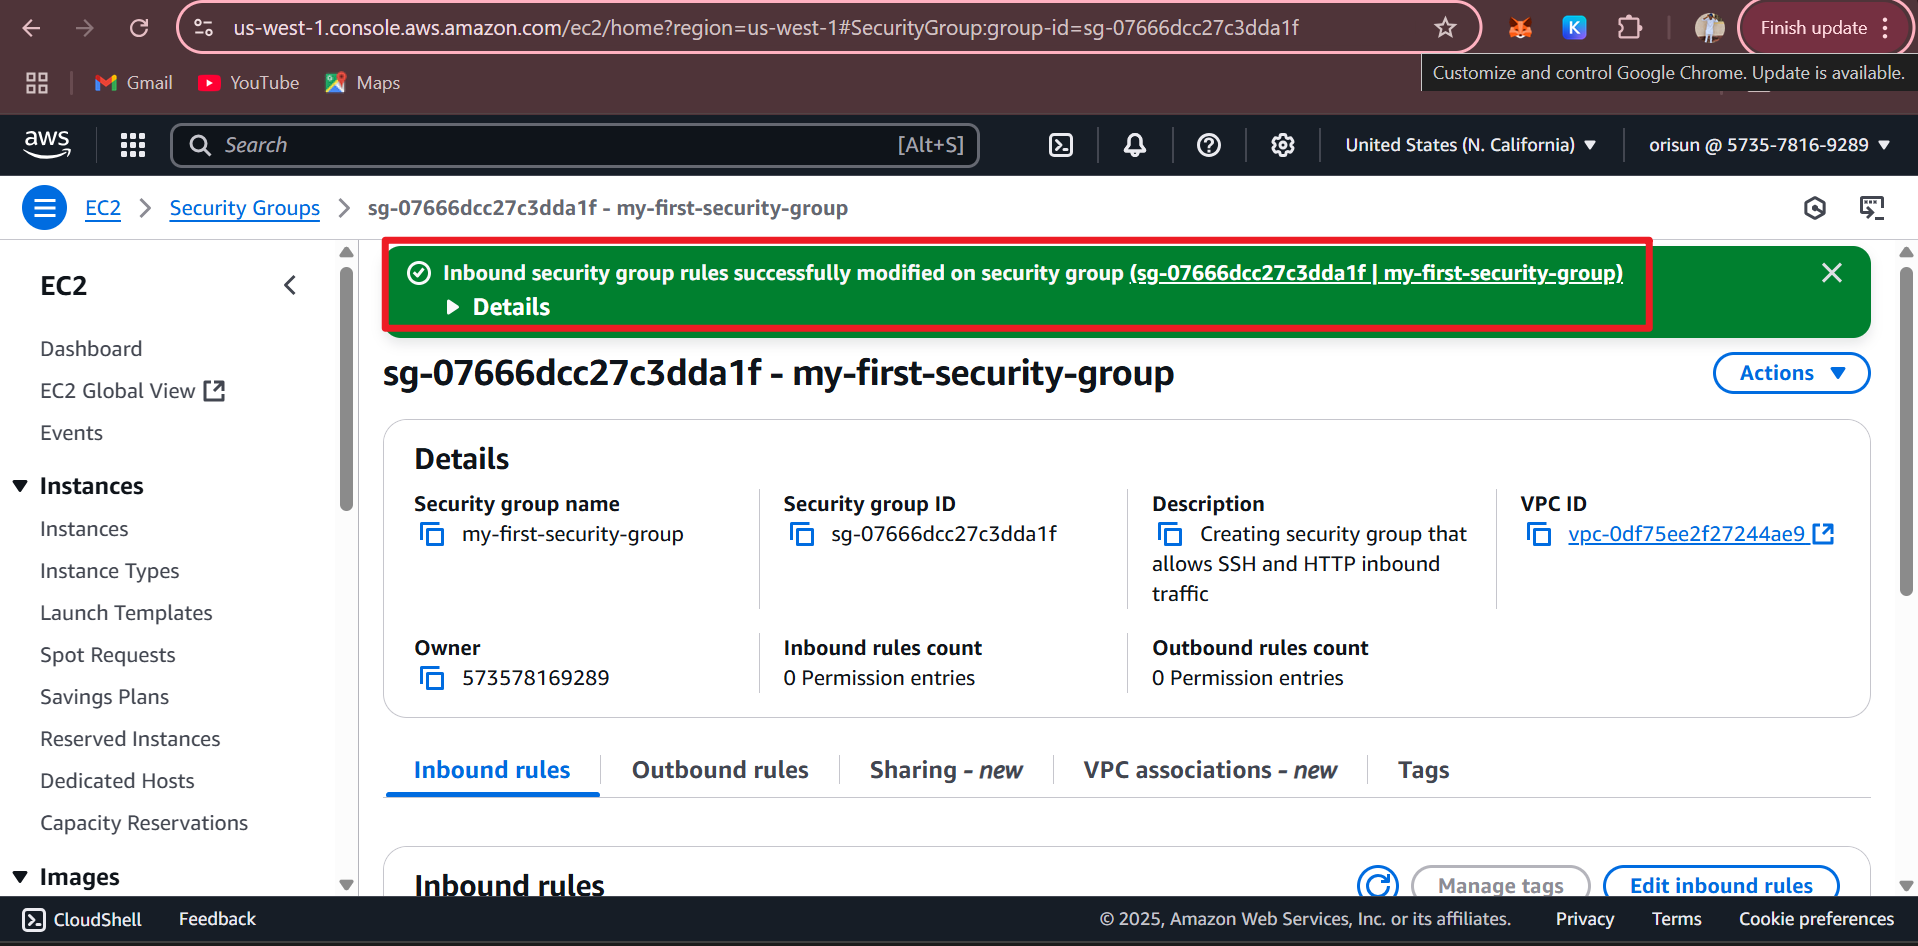 us-west-1.console.aws.amazon.com/ec2/home?region=us-west-1#SecurityGroup:group-id=sg-07666dcc27c3dda1f
K
Finish update
Customize and control Google Chrome. Update is available.
Gmail
YouTube
Maps
aws
Search
[Alt+S]
United States (N. California)
orisun @ 5735-7816-9289
EC2
Security Groups
sg-07666dcc27c3dda1f - my-first-security-group
EC2
Dashboard
EC2 Global View
Events
Instances
Instances
Instance Types
Launch Templates
Spot Requests
Savings Plans
Reserved Instances
Dedicated Hosts
Capacity Reservations
Images
Inbound security group rules successfully modified on security group (sg-07666dcc27c3dda1f | my-first-security-group)
Details
sg-07666dcc27c3dda1f - my-first-security-group
Actions
Details
Security group name
my-first-security-group
Security group ID
sg-07666dcc27c3dda1f
Description
Creating security group that
allows SSH and HTTP inbound
traffic
VPC ID
vpc-0df75ee2f27244ae9
Owner
573578169289
Inbound rules count
0 Permission entries
Outbound rules count
0 Permission entries
Inbound rules
Outbound rules
Sharing - new
VPC associations - new
Tags
Inbound rules
Manage tags
Edit inbound rules
CloudShell
Feedback
© 2025, Amazon Web Services, Inc. or its affiliates.
Privacy
Terms
Cookie preferences